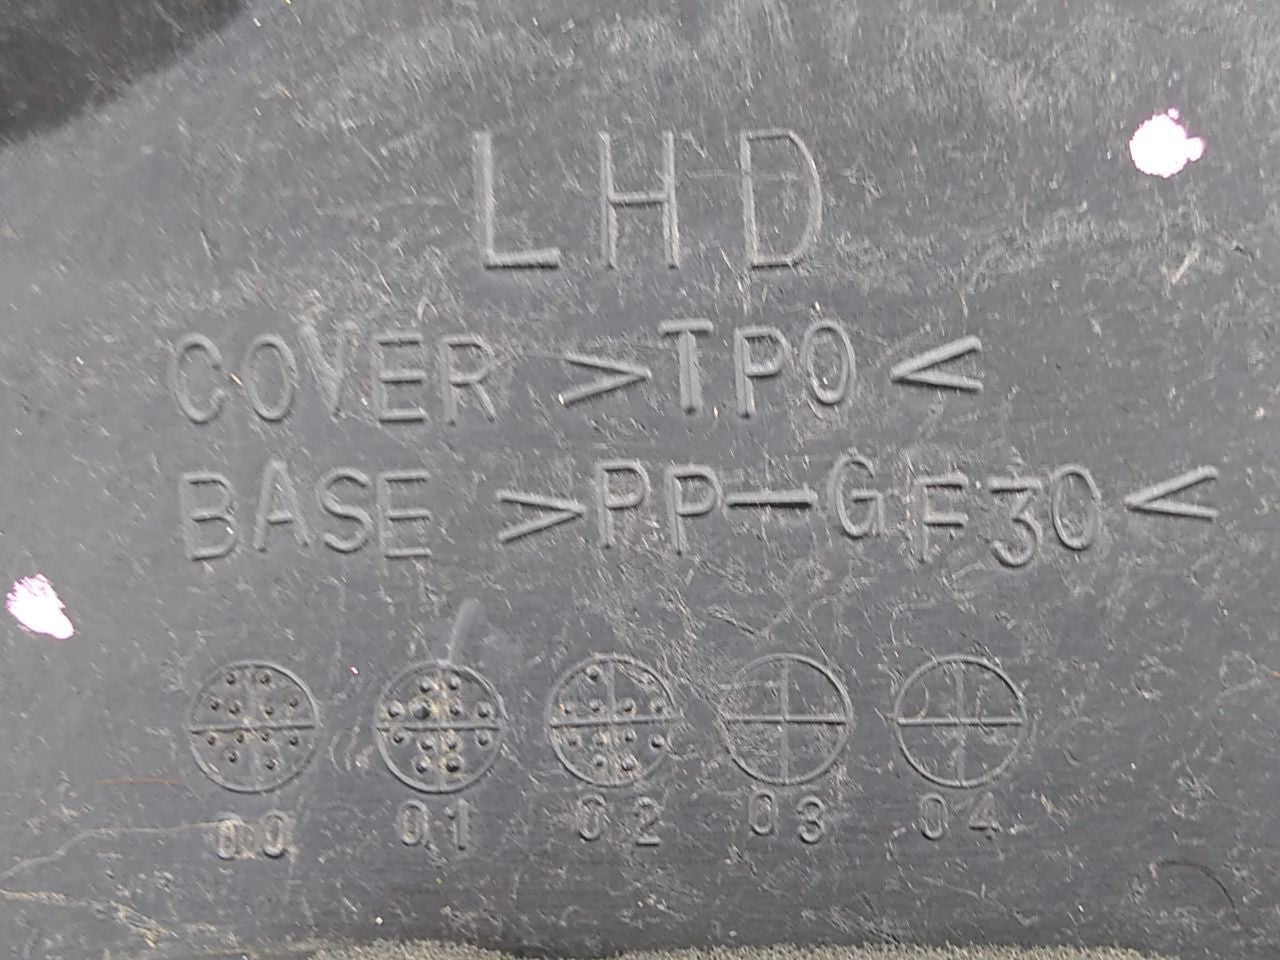 LHD
COVER >TPO<
BASE >PP-GF30<
00 01 02 03 04